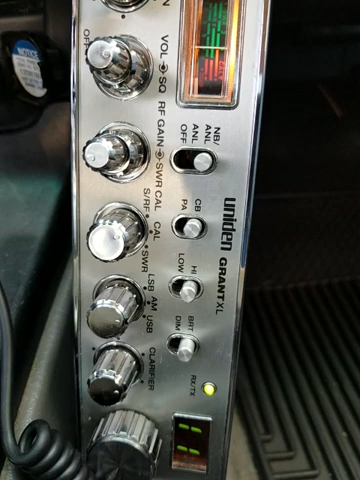 VOL SQ
OFF
RF GAIN SWR CAL
S/RF CAL SWR
LSB AM USB
CLARIFIER
NB/
ANL ANL OFF
CB
PA
HI
LOW
BRT
DIM
RX/TX
uniden GRANT XL